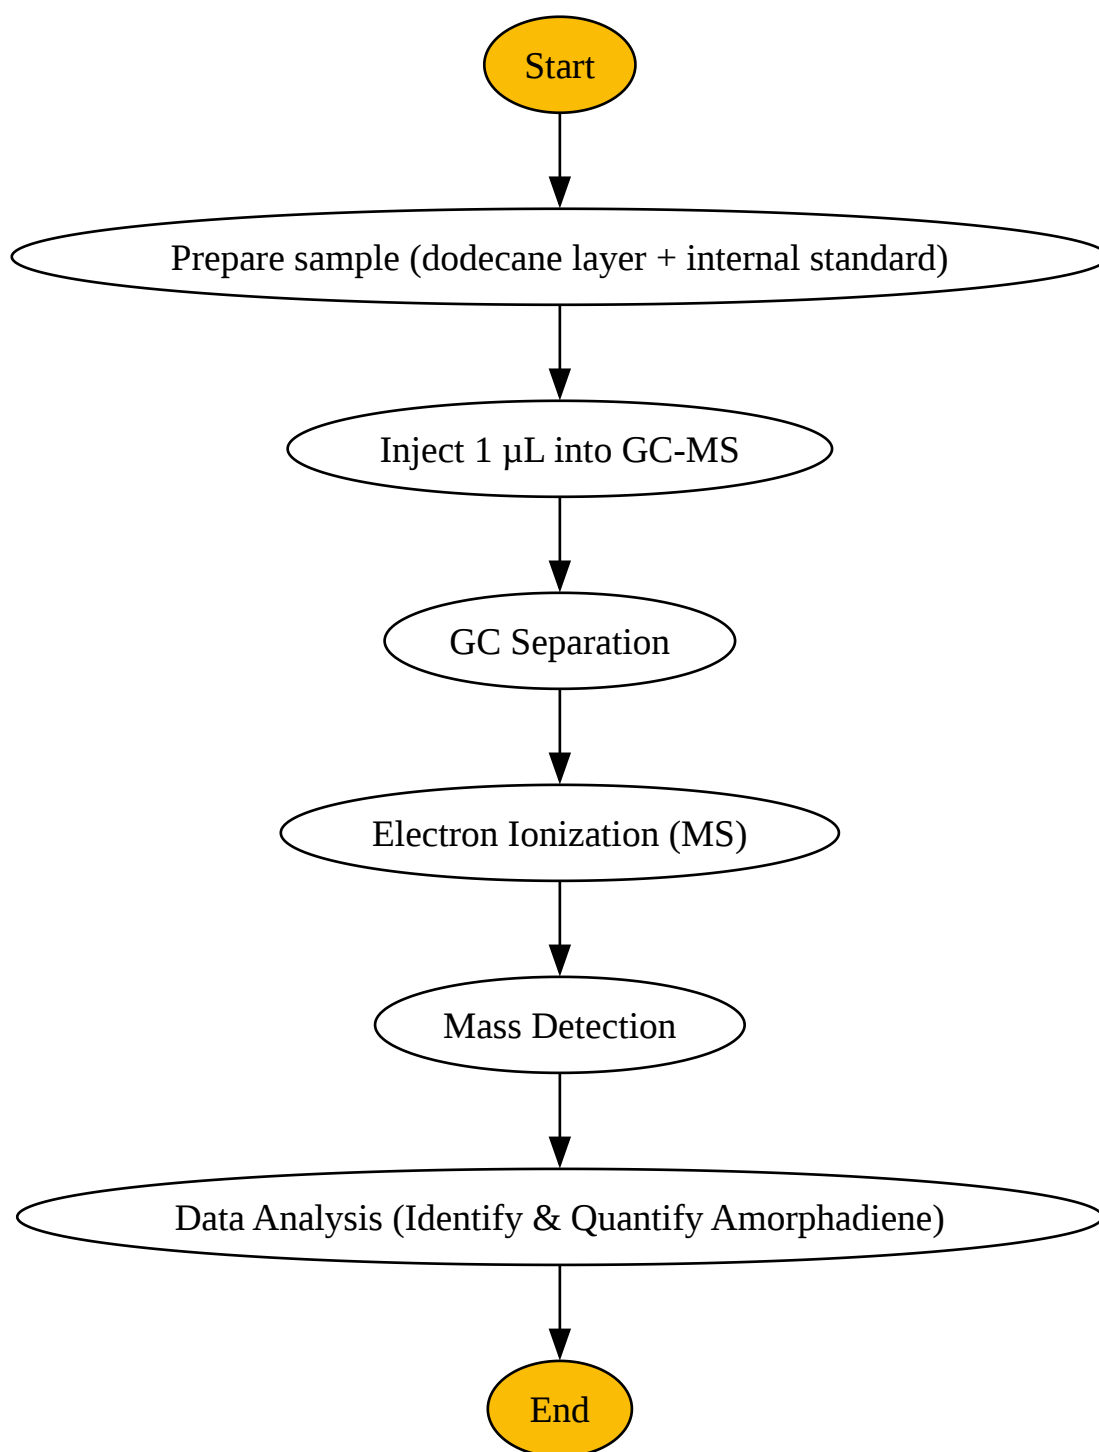 Start
Prepare sample (dodecane layer + internal standard)
Inject 1 µL into GC-MS
GC Separation
Electron Ionization (MS)
Mass Detection
Data Analysis (Identify & Quantify Amorphadiene)
End